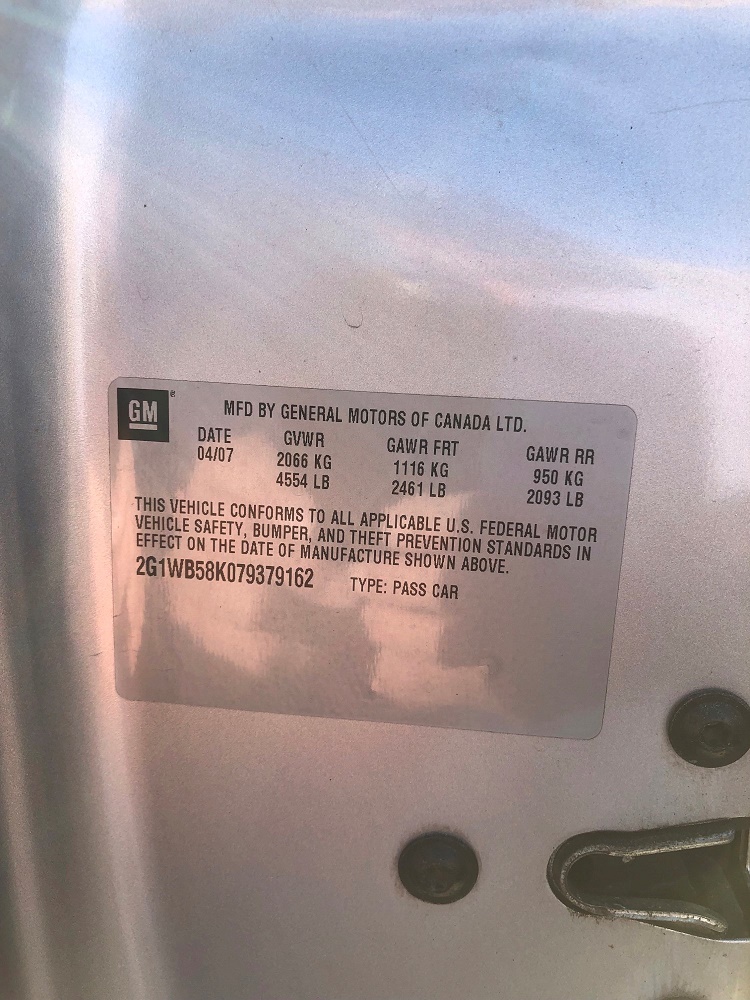 GM®
MFD BY GENERAL MOTORS OF CANADA LTD.
DATE GVWR GAWR FRT GAWR RR
04/07 2066 KG 1116 KG 950 KG
4554 LB 2461 LB 2093 LB
THIS VEHICLE CONFORMS TO ALL APPLICABLE U.S. FEDERAL MOTOR
VEHICLE SAFETY, BUMPER, AND THEFT PREVENTION STANDARDS IN
EFFECT ON THE DATE OF MANUFACTURE SHOWN ABOVE.
2G1WB58K079379162 TYPE: PASS CAR